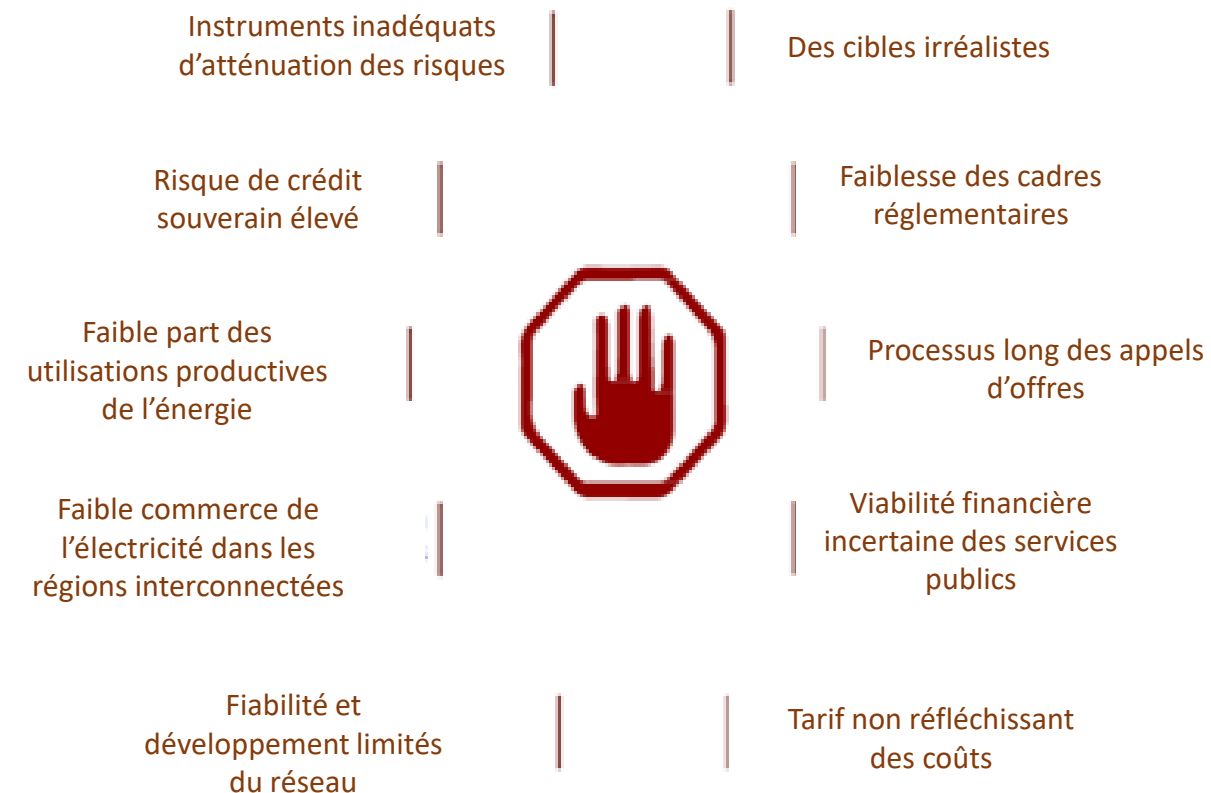 Instruments inadéquats
d’atténuation des risques
Des cibles irréalistes
Risque de crédit
souverain élevé
Faiblesse des cadres
réglementaires
Faible part des
utilisations productives
de l’énergie
Processus long des appels
d’offres
Faible commerce de
l’électricité dans les
régions interconnectées
Viabilité financière
incertaine des services
publics
Fiabilité et
développement limités
du réseau
Tarif non réfléchissant
des coûts